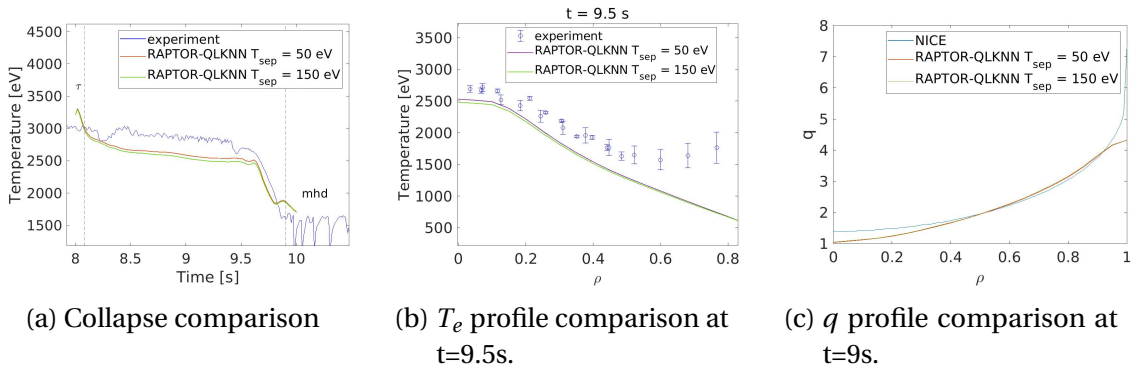 4500
4000
3500
3000
2500
2000
1500
Temperature [eV]
experiment
RAPTOR-QLKNN T_sep = 50 eV
RAPTOR-QLKNN T_sep = 150 eV
τ
mhd
8 8.5 9 9.5 10
Time [s]
(a) Collapse comparison
t = 9.5 s
3500
3000
2500
2000
1500
1000
500
Temperature [eV]
experiment
RAPTOR-QLKNN T_sep = 50 eV
RAPTOR-QLKNN T_sep = 150 eV
0 0.2 0.4 0.6 0.8
ρ
(b) T_e profile comparison at
t=9.5s.
8
7
6
5
4
3
2
1
q
NICE
RAPTOR-QLKNN T_sep = 50 eV
RAPTOR-QLKNN T_sep = 150 eV
0 0.2 0.4 0.6 0.8 1
ρ
(c) q profile comparison at
t=9s.